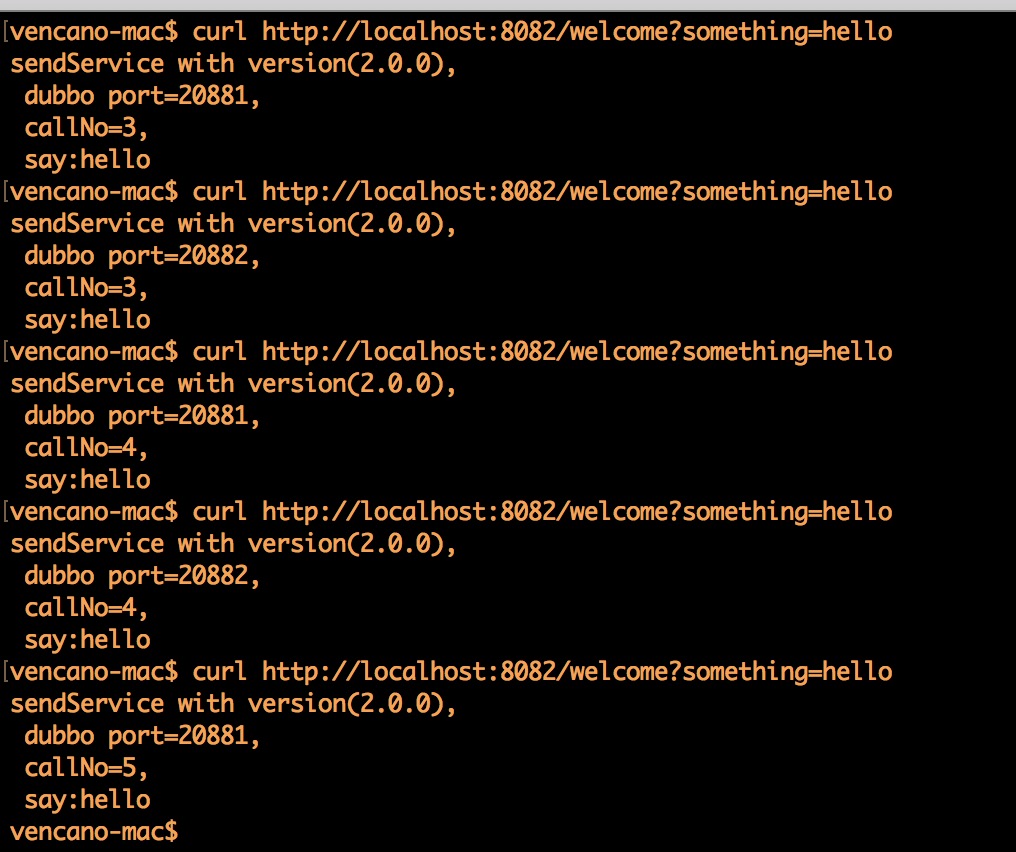 [vencano-mac$ curl http://localhost:8082/welcome?something=hello
sendService with version(2.0.0),
 dubbo port=20881,
 callNo=3,
 say:hello
[vencano-mac$ curl http://localhost:8082/welcome?something=hello
sendService with version(2.0.0),
 dubbo port=20882,
 callNo=3,
 say:hello
[vencano-mac$ curl http://localhost:8082/welcome?something=hello
sendService with version(2.0.0),
 dubbo port=20881,
 callNo=4,
 say:hello
[vencano-mac$ curl http://localhost:8082/welcome?something=hello
sendService with version(2.0.0),
 dubbo port=20882,
 callNo=4,
 say:hello
[vencano-mac$ curl http://localhost:8082/welcome?something=hello
sendService with version(2.0.0),
 dubbo port=20881,
 callNo=5,
 say:hello
vencano-mac$